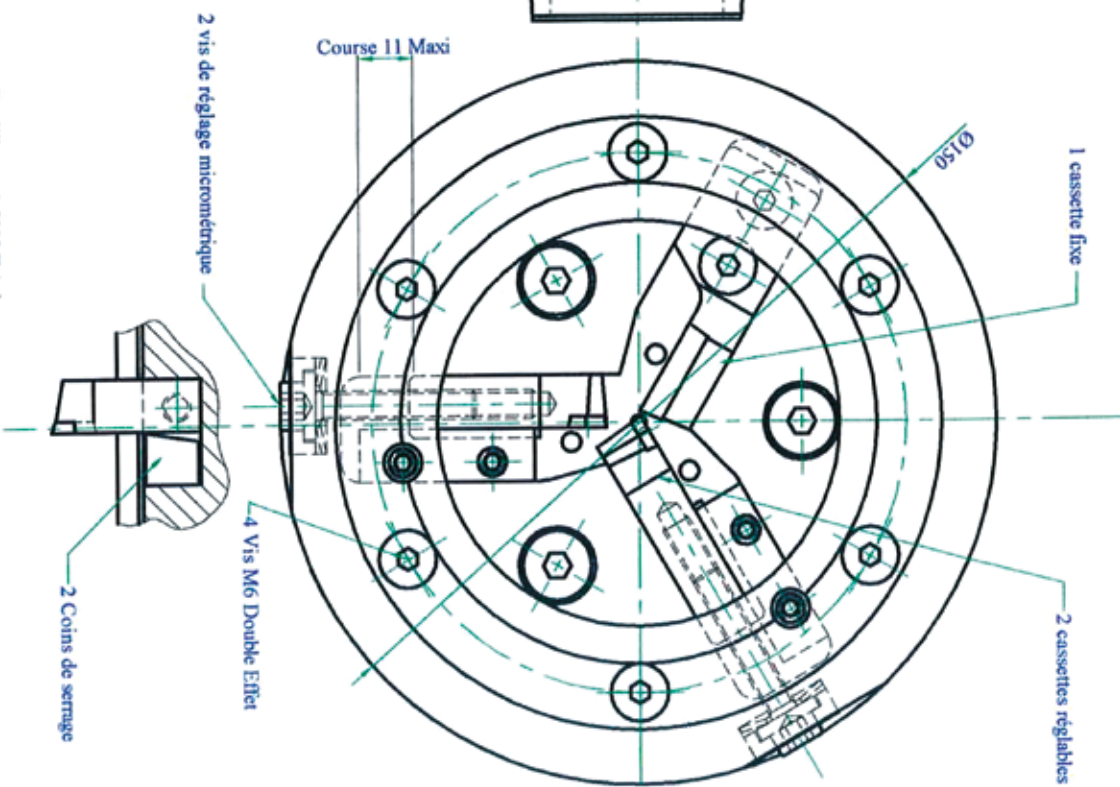 Course 11 Maxi
2 vis de réglage micrométrique
Ø150
1 cassette fixe
4 Vis M6 Double Effet
2 Coins de serrage
2 cassettes réglables